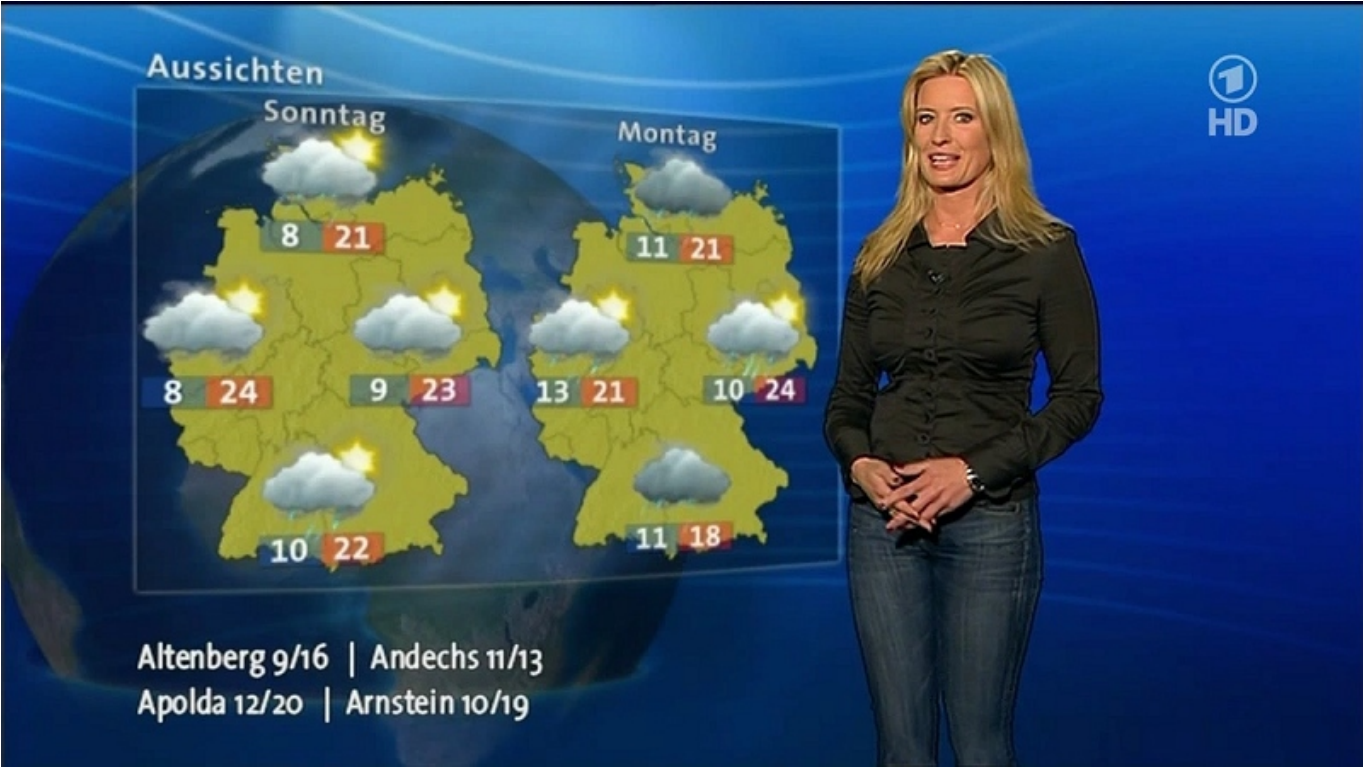 Aussichten
Sonntag
Montag
8 21
11 21
8 24
9 23
13 21
10 24
10 22
11 18
1
HD
Altenberg 9/16 | Andechs 11/13
Apolda 12/20 | Arnstein 10/19